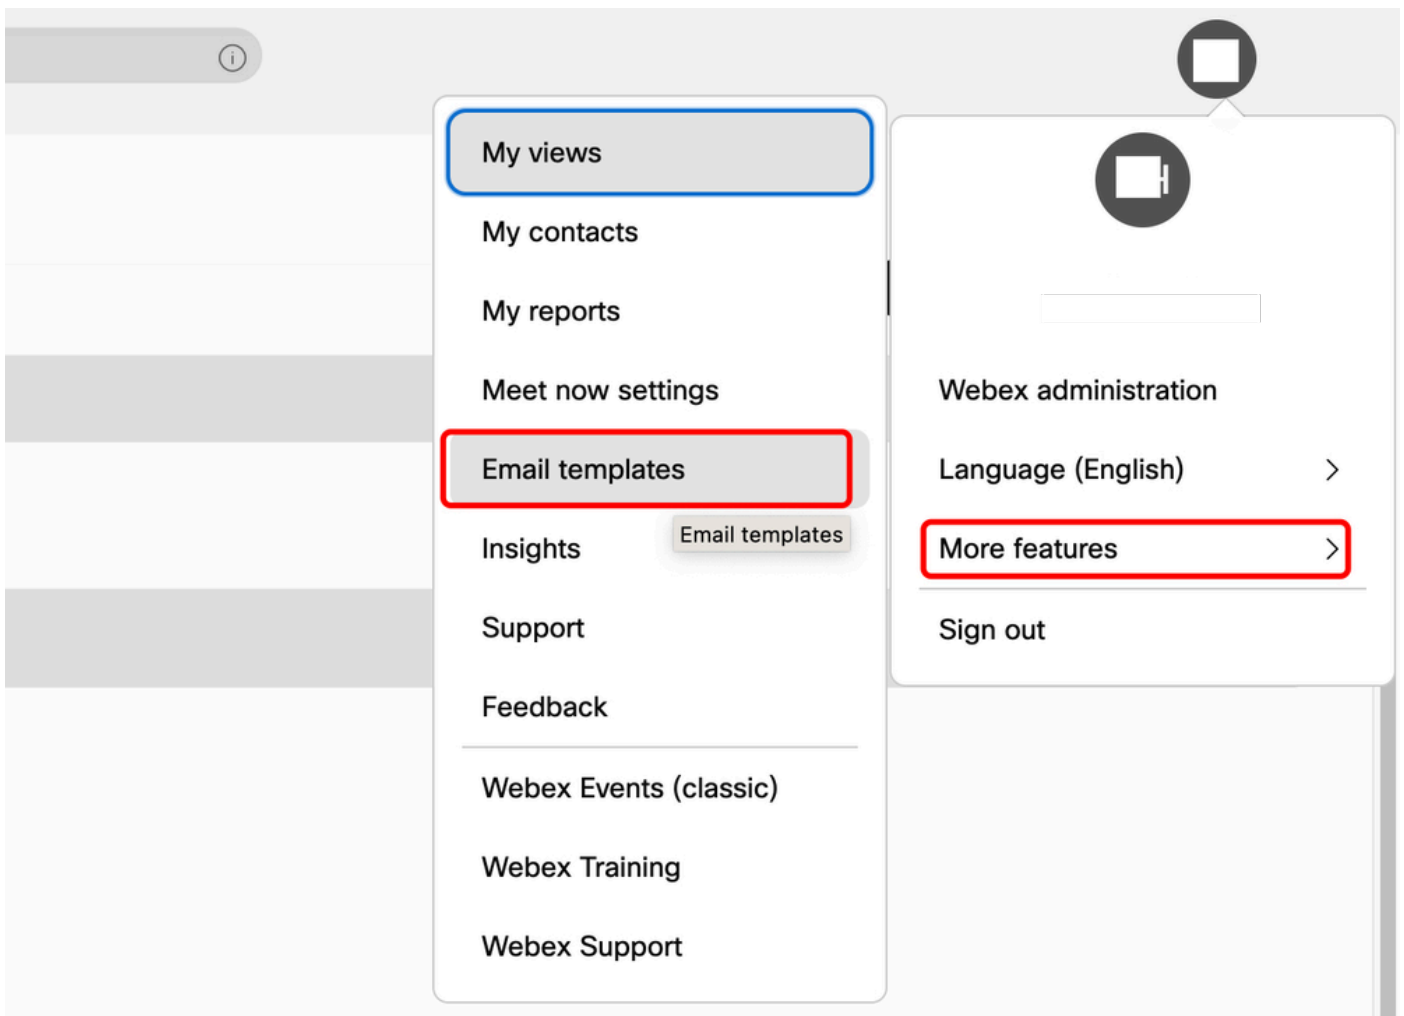 My views
My contacts
My reports
Meet now settings
Email templates
Email templates
Insights
Support
Feedback
Webex Events (classic)
Webex Training
Webex Support
Webex administration
Language (English)
More features
Sign out